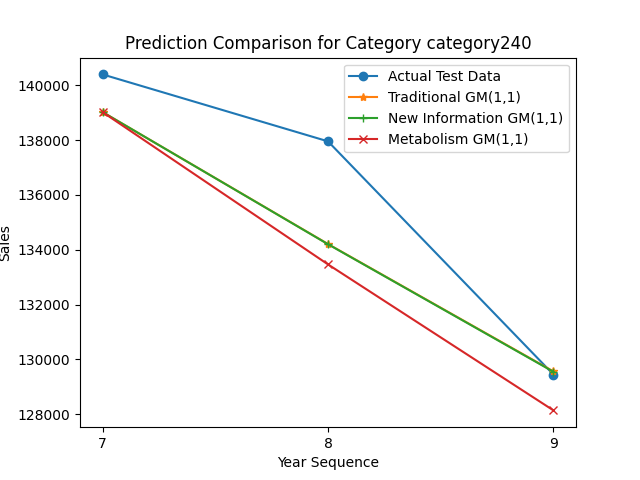 Prediction Comparison for Category category240
Actual Test Data
Traditional GM(1,1)
New Information GM(1,1)
Metabolism GM(1,1)
140000
138000
136000
134000
132000
130000
128000
Sales
7
8
9
Year Sequence